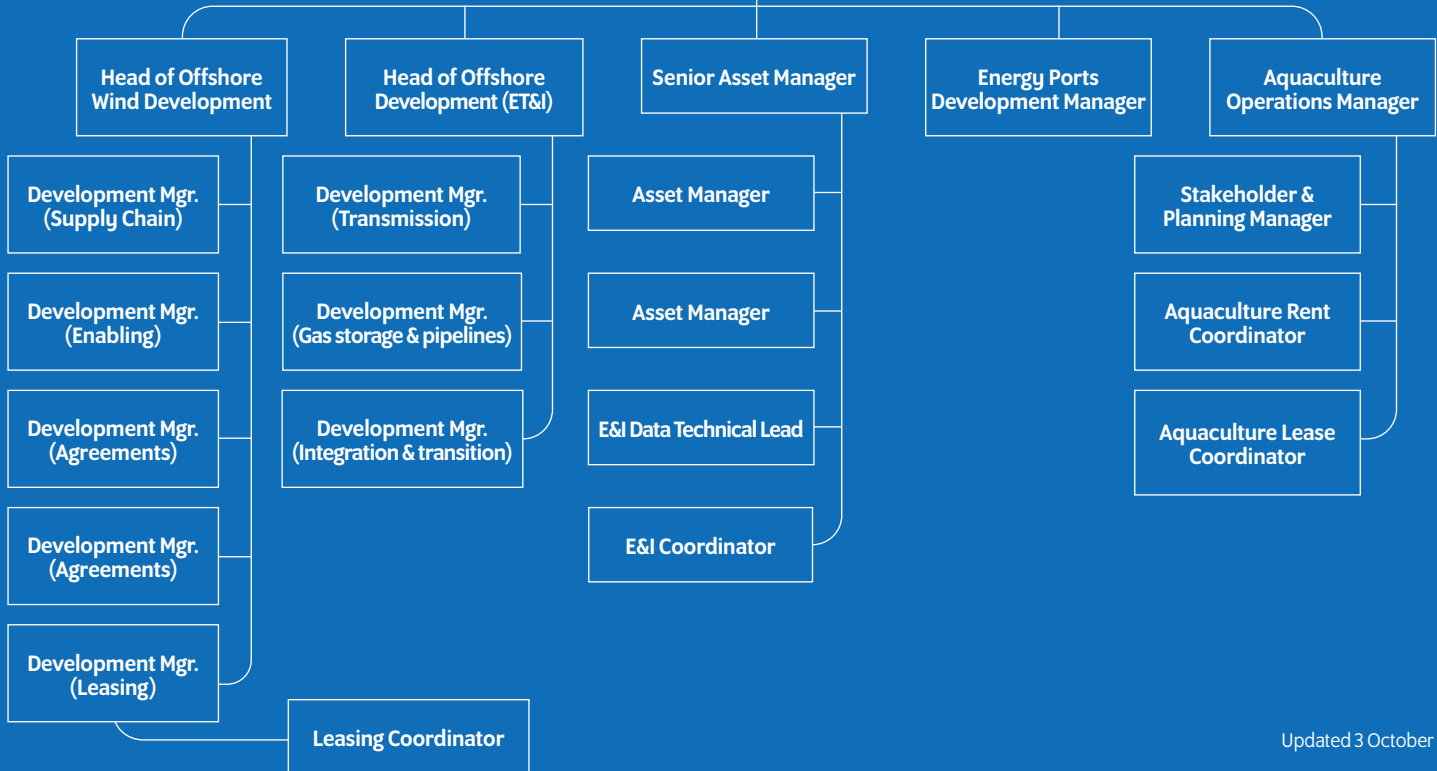 Head of Offshore
Wind Development
Head of Offshore
Development (ET&I)
Senior Asset Manager
Energy Ports
Development Manager
Aquaculture
Operations Manager
Development Mgr.
(Supply Chain)
Development Mgr.
(Transmission)
Asset Manager
Stakeholder &
Planning Manager
Development Mgr.
(Enabling)
Development Mgr.
(Gas storage & pipelines)
Asset Manager
Aquaculture Rent
Coordinator
Development Mgr.
(Agreements)
Development Mgr.
(Integration & transition)
E&I Data Technical Lead
Aquaculture Lease
Coordinator
Development Mgr.
(Agreements)
E&I Coordinator
Development Mgr.
(Leasing)
Leasing Coordinator
Updated 3 October